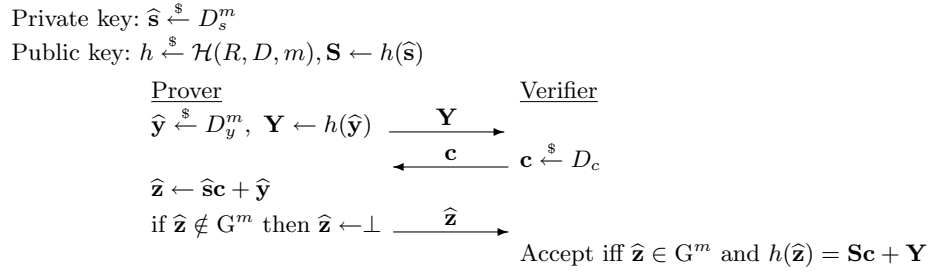 Private key: ŝ ←$ D_s^m
Public key: h ←$ H(R, D, m), S ← h(ŝ)
Prover Verifier
ŷ ←$ D_y^m, Y ← h(ŷ) Y
c c ←$ D_c
ẑ ← ŝc + ŷ
if ẑ ∉ G^m then ẑ ←⊥ ẑ
Accept iff ẑ ∈ G^m and h(ẑ) = Sc + Y